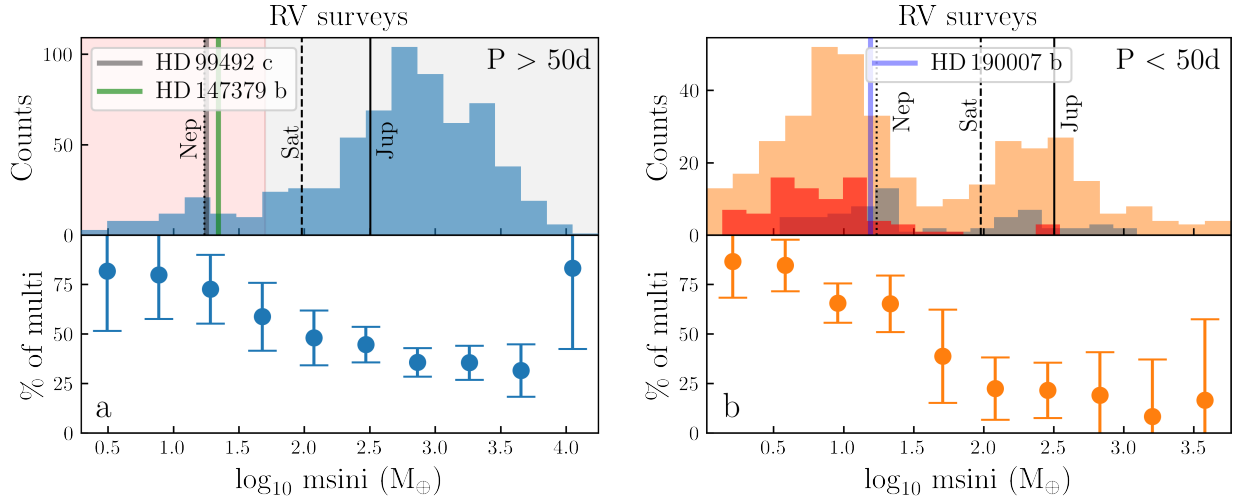 RV surveys
HD 99492 c
HD 147379 b
P > 50d
Nep
Sat
Jup
Counts
100
50
0
% of multi
75
50
25
0
a
0.5 1.0 1.5 2.0 2.5 3.0 3.5 4.0
log10 msini (M⊕)
RV surveys
HD 190007 b
P < 50d
Nep
Sat
Jup
Counts
40
20
0
% of multi
75
50
25
0
b
0.5 1.0 1.5 2.0 2.5 3.0 3.5
log10 msini (M⊕)